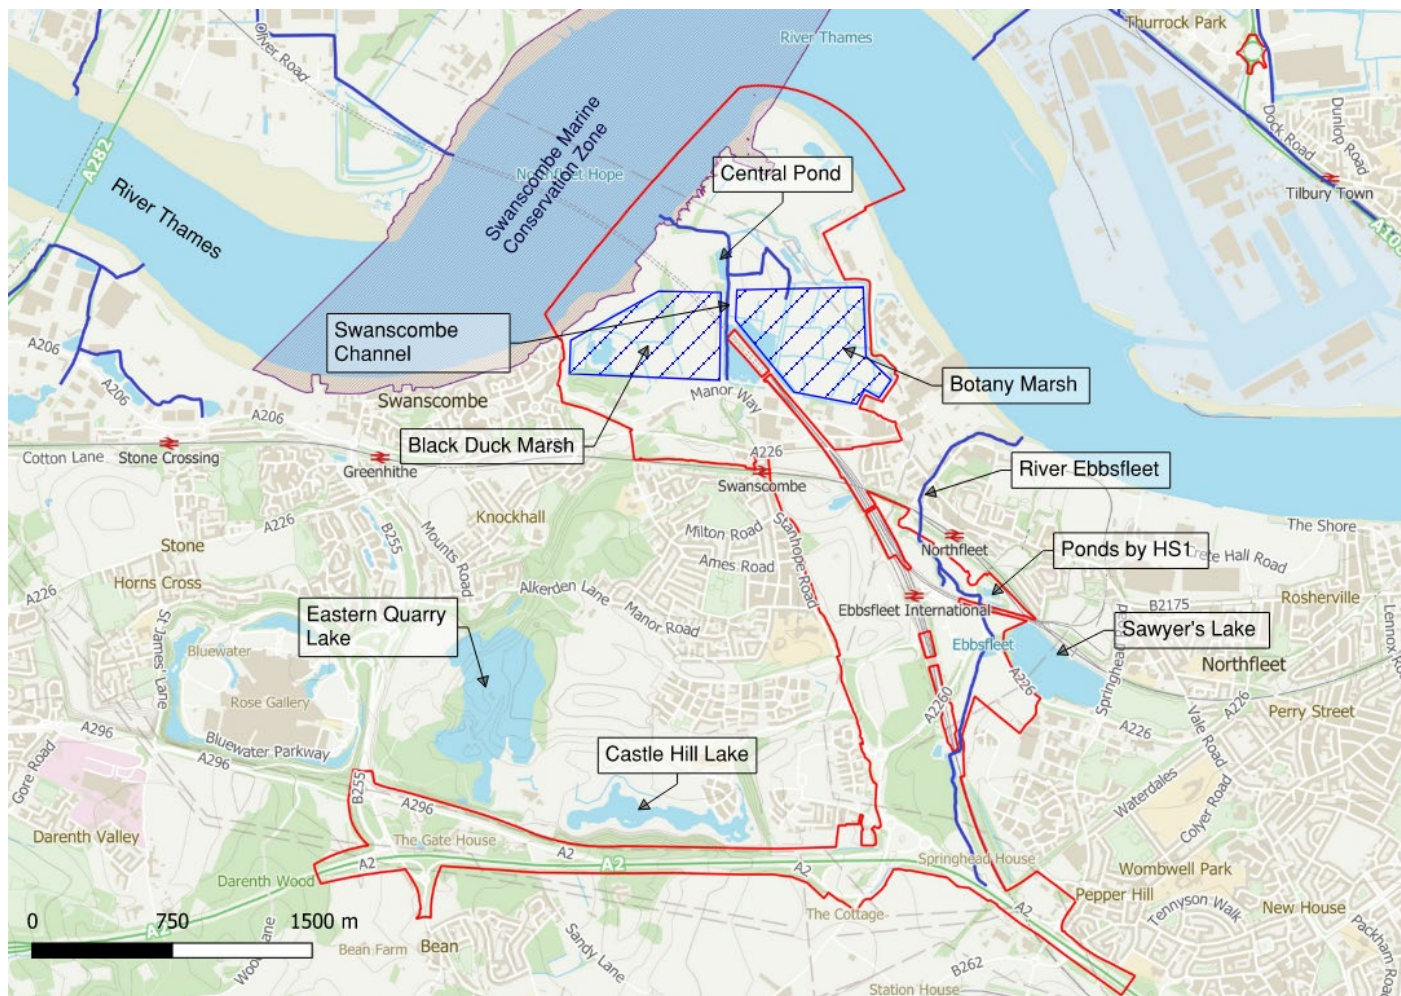 Thurrock Park
River Thames
Oliver Road
Dunlop Road
Dock Road
A282
Swanscombe Marine
Conservation Zone
Northfleet Hope
Central Pond
Tilbury Town
River Thames
Swanscombe
Channel
A206
Botany Marsh
A206
Manor Way
Swanscombe
A206
Black Duck Marsh
A226
Cotton Lane
Stone Crossing
Greenhithe
Swanscombe
River Ebbsfleet
Knockhall
Milton Road
Stanhope Road
The Shore
A226
B255
Mounts Road
Stone
Northfleet
Ponds by HS1
Crete Hall Road
Ames Road
Horns Cross
A226
Alkerden Lane
Ebbsfleet International
B2175
Rosherville
Lennox Road
Eastern Quarry
Lake
Manor Road
Sawyer's Lake
St James' Lane
Bluewater
Ebbsfleet
Springhead Road
Northfleet
A226
A226
Rose Gallery
A2260
A226
Perry Street
A296
Bluewater Parkway
Vale Road
Castle Hill Lake
Gore Road
A296
B255
A296
Waterdales
Colyer Road
Darenth Valley
The Gate House
A2
A2
A2
A2
Springhead House
Wombwell Park
Darenth Wood
Pepper Hill
A2
Tennyson Walk
New House
0 750 1500 m
The Cottage
A2
Bean Farm
Bean
Sandy Lane
B262
Station House